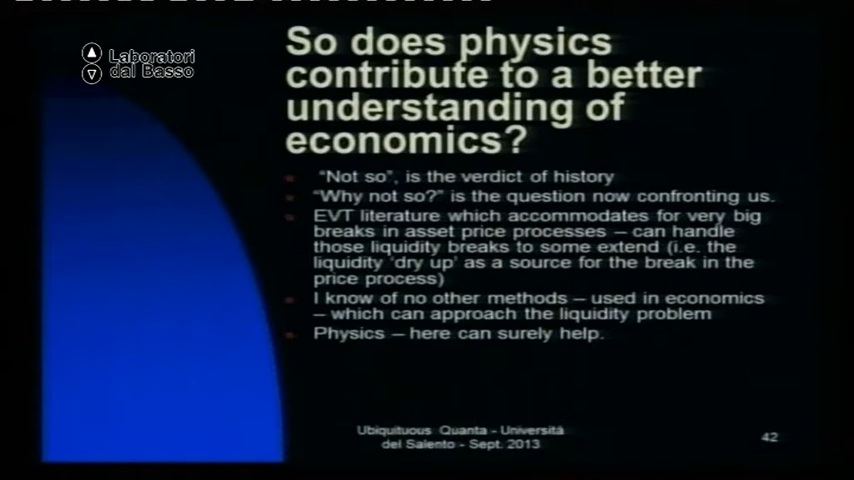 Laboratori
dal Basso
So does physics
contribute to a better
understanding of
economics?
"Not so", is the verdict of history
"Why not so?" is the question now confronting us.
EVT literature which accommodates for very big
breaks in asset price processes – can handle
those liquidity breaks to some extend (i.e. the
liquidity 'dry up' as a source for the break in the
price process)
I know of no other methods – used in economics
– which can approach the liquidity problem
Physics – here can surely help.
Ubiquituous Quanta - Università
del Salento - Sept. 2013
42